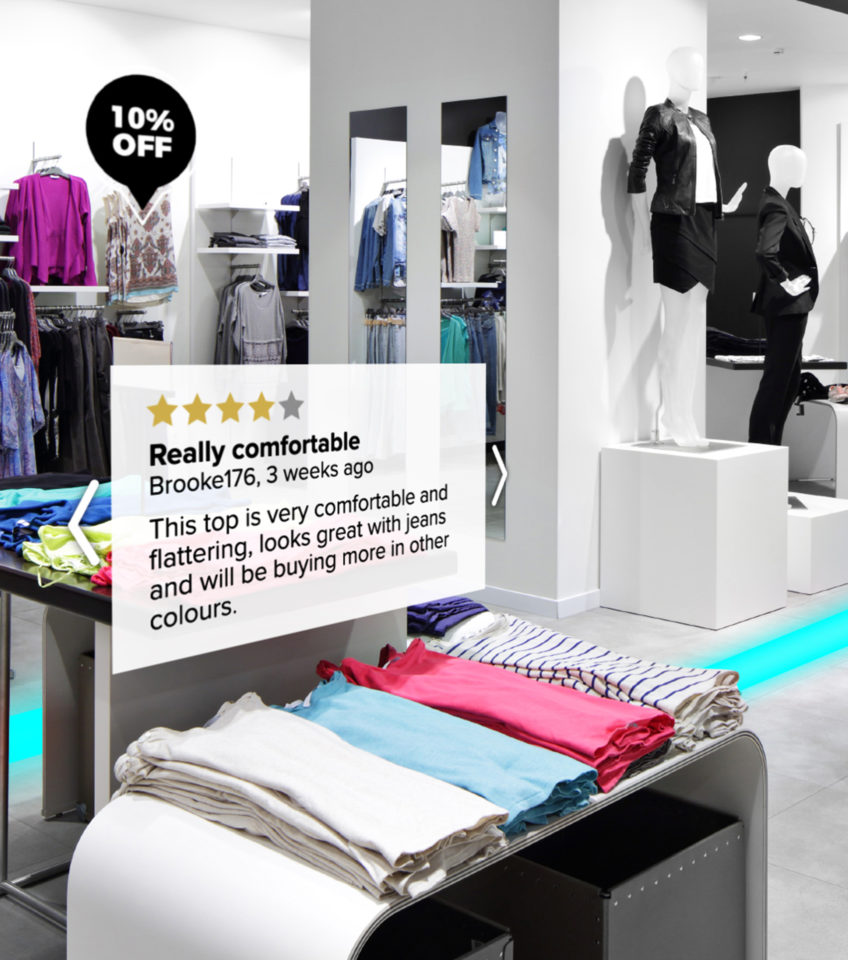 10%
OFF
Really comfortable
Brooke176, 3 weeks ago
This top is very comfortable and
flattering, looks great with jeans
and will be buying more in other
colours.